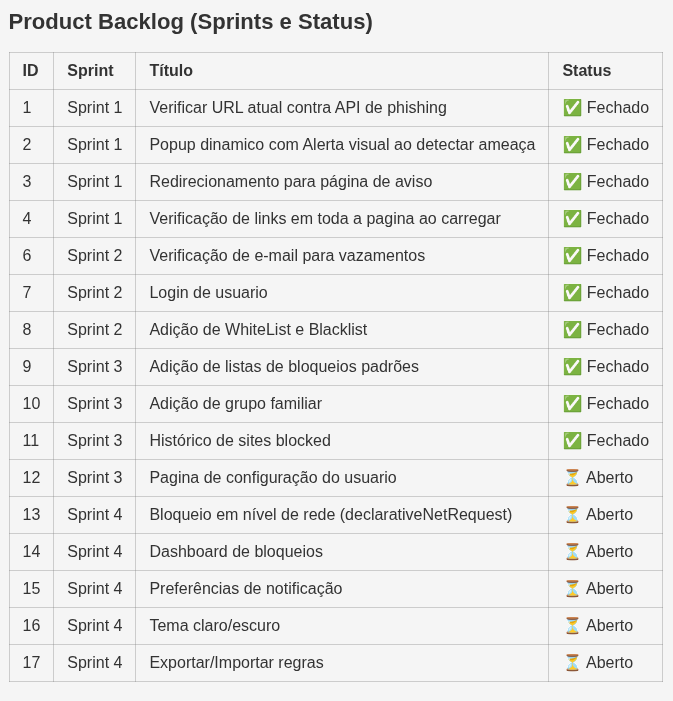 Product Backlog (Sprints e Status)
ID Sprint Título Status
1 Sprint 1 Verificar URL atual contra API de phishing ✅ Fechado
2 Sprint 1 Popup dinamico com Alerta visual ao detectar ameaça ✅ Fechado
3 Sprint 1 Redirecionamento para página de aviso ✅ Fechado
4 Sprint 1 Verificação de links em toda a pagina ao carregar ✅ Fechado
6 Sprint 2 Verificação de e-mail para vazamentos ✅ Fechado
7 Sprint 2 Login de usuario ✅ Fechado
8 Sprint 2 Adição de WhiteList e Blacklist ✅ Fechado
9 Sprint 3 Adição de listas de bloqueios padrões ✅ Fechado
10 Sprint 3 Adição de grupo familiar ✅ Fechado
11 Sprint 3 Histórico de sites blocked ✅ Fechado
12 Sprint 3 Pagina de configuração do usuario ⏳ Aberto
13 Sprint 4 Bloqueio em nível de rede (declarativeNetRequest) ⏳ Aberto
14 Sprint 4 Dashboard de bloqueios ⏳ Aberto
15 Sprint 4 Preferências de notificação ⏳ Aberto
16 Sprint 4 Tema claro/escuro ⏳ Aberto
17 Sprint 4 Exportar/Importar regras ⏳ Aberto